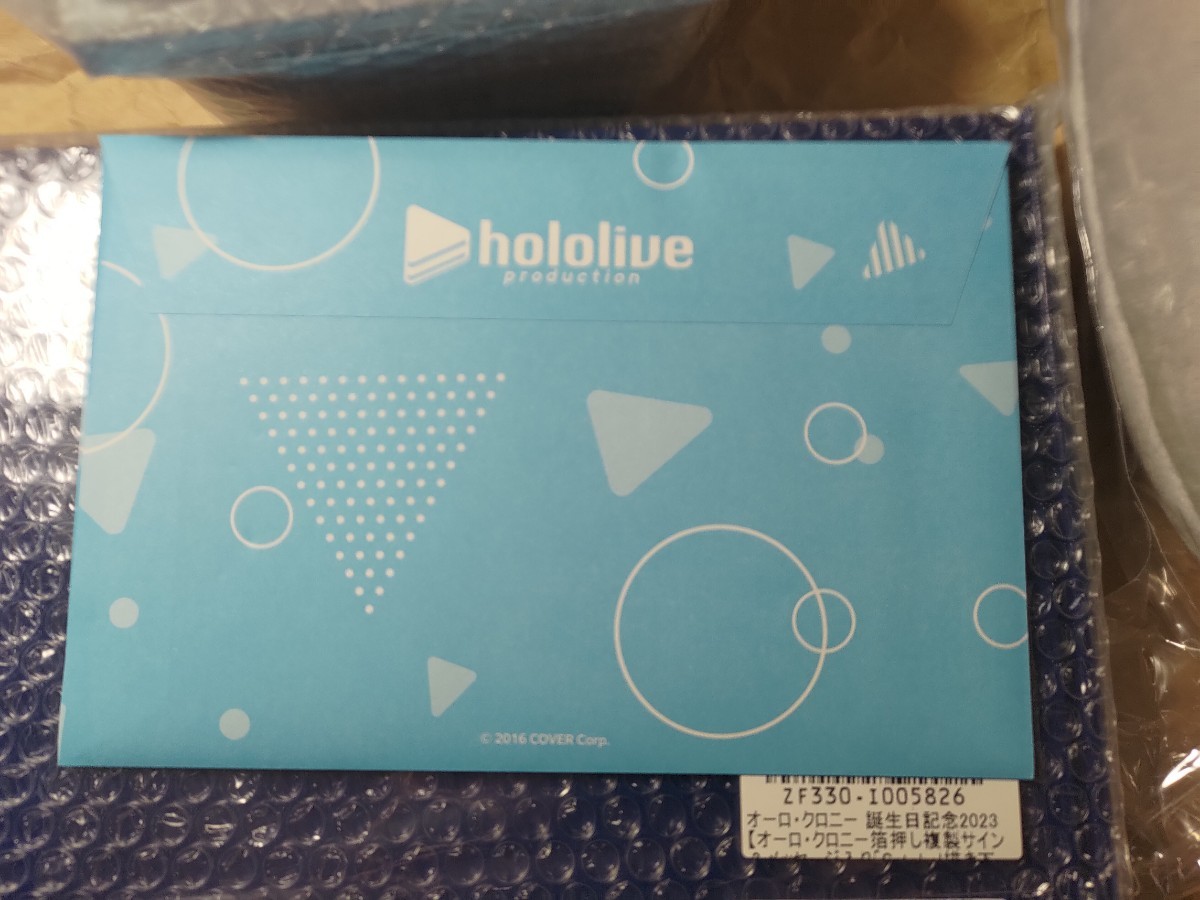 hololive
production
© 2016 COVER Corp.
ZF330-I005826
オーロ・クロニー 誕生日記念2023
【オーロ・クロニー箔押し複製サイン